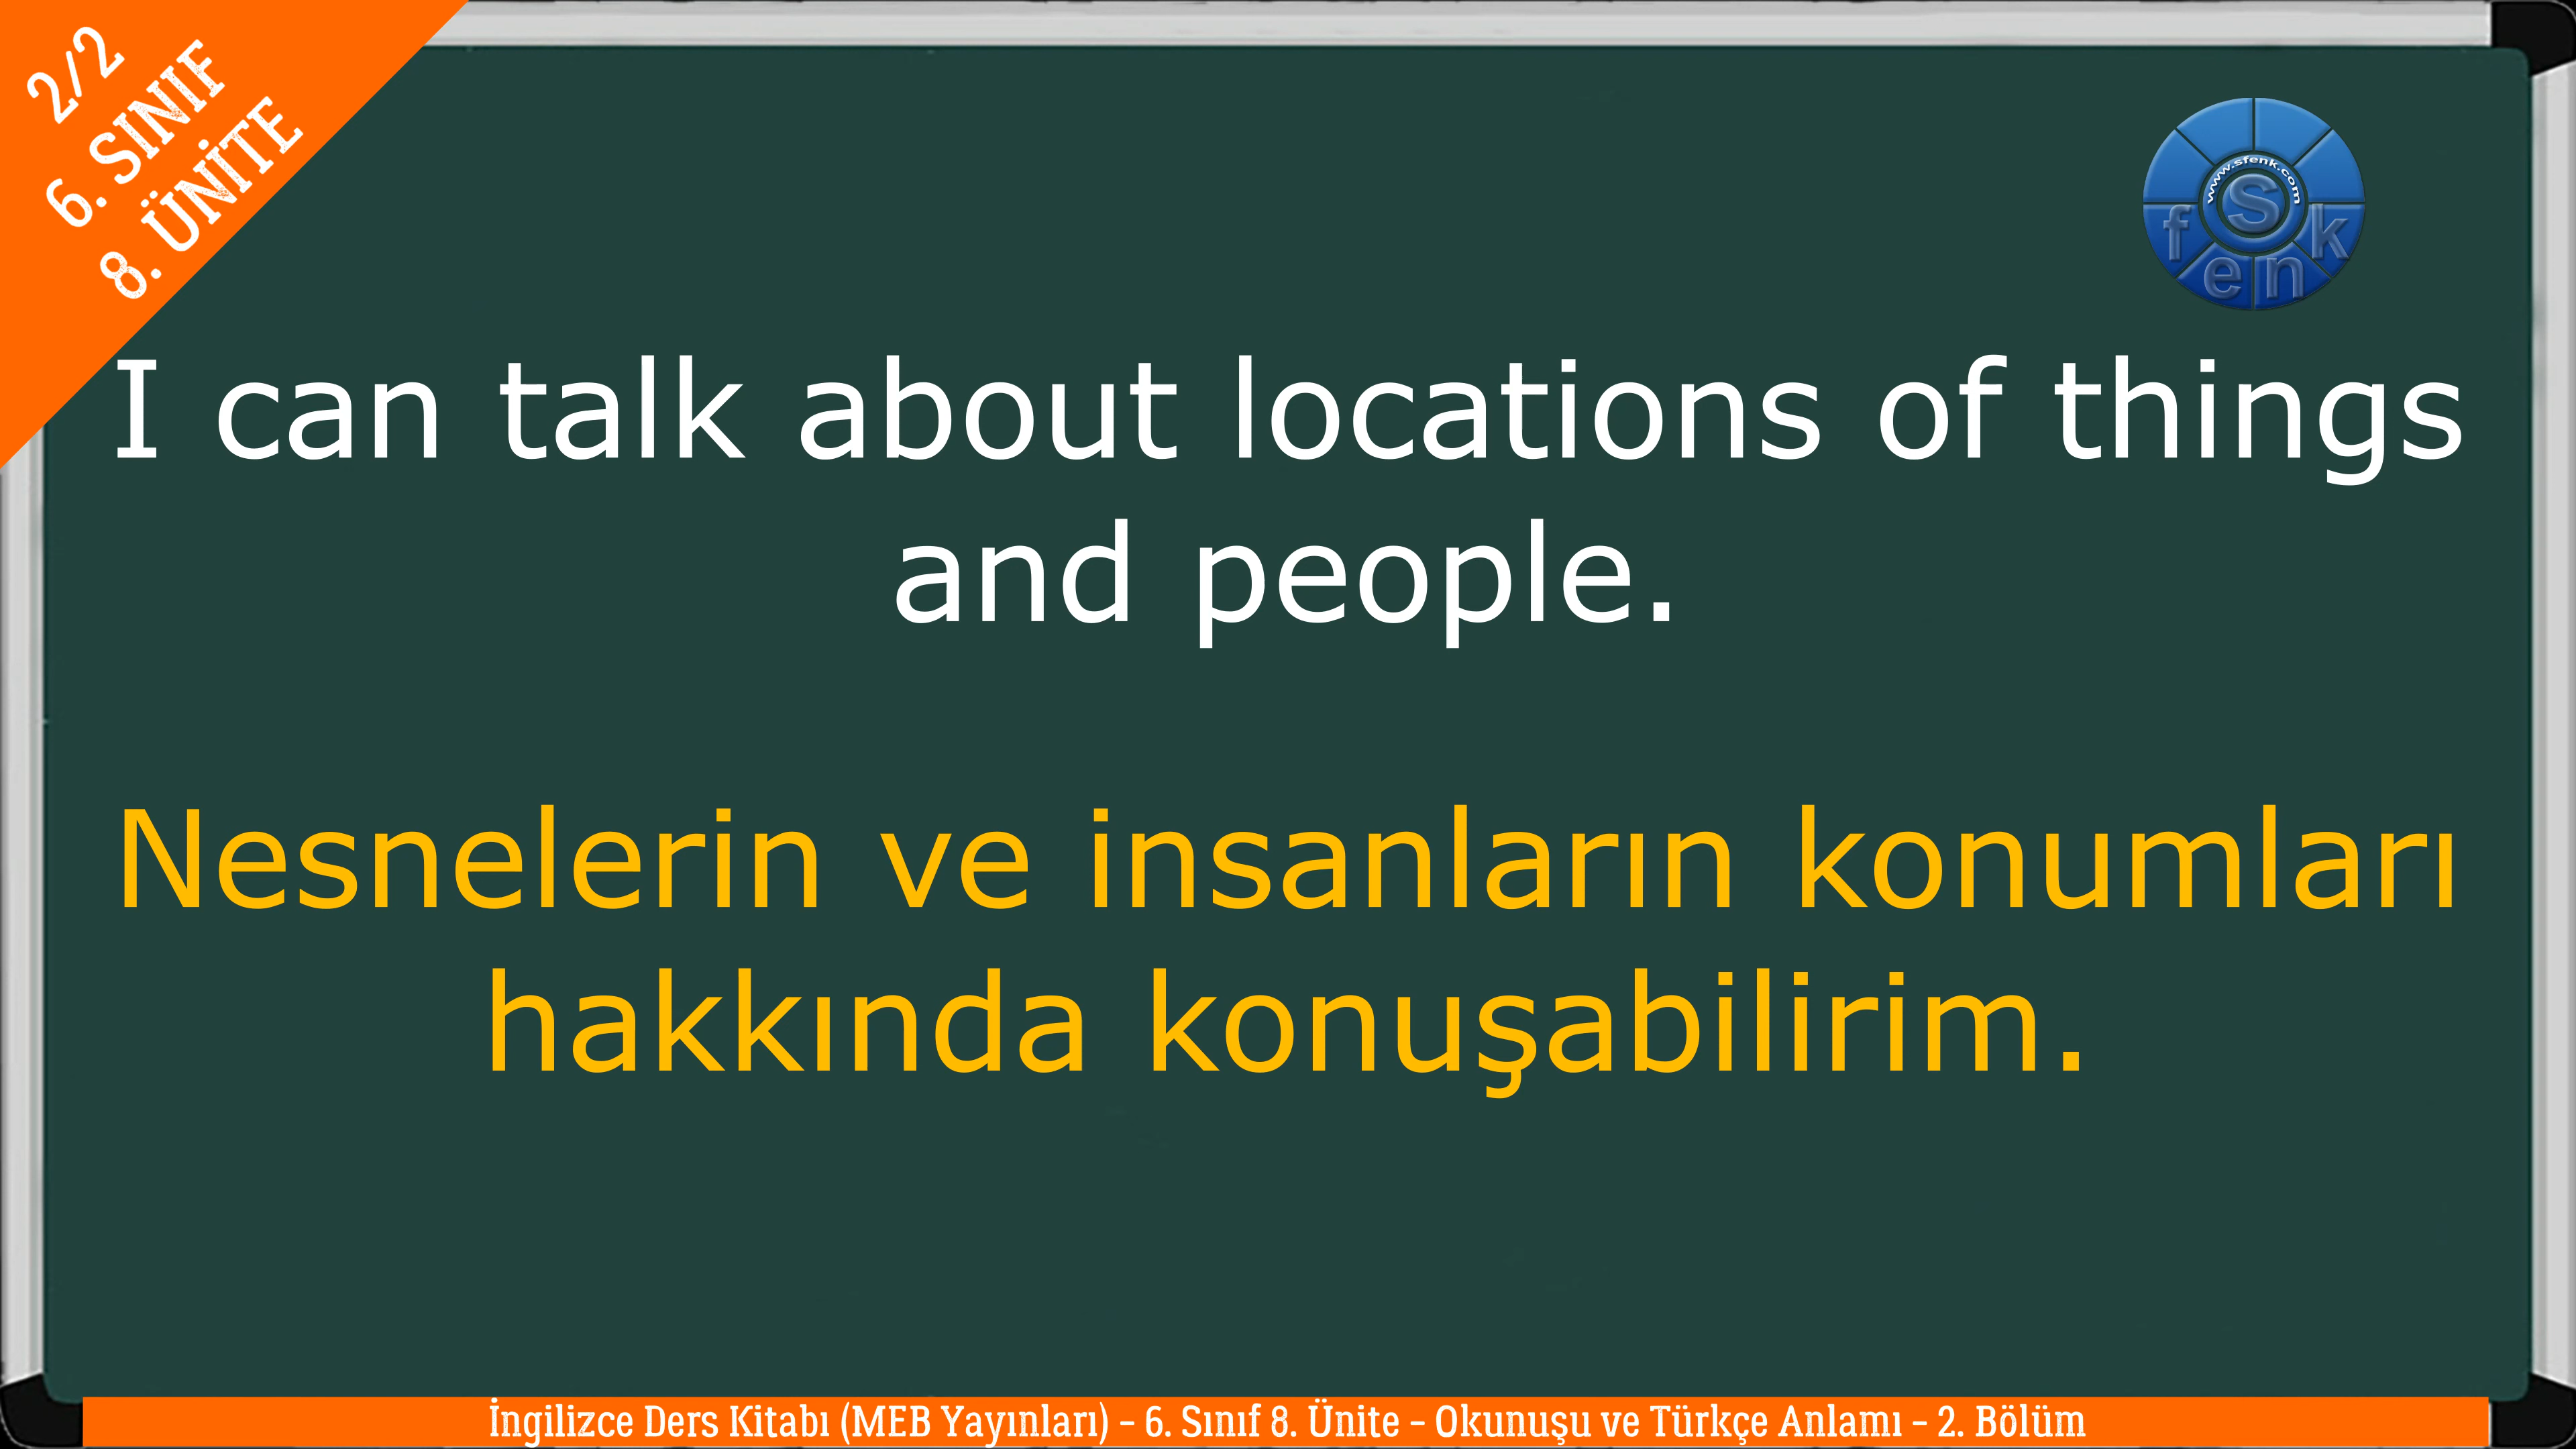 2/2
6. SINIF
8. ÜNİTE
www.sfenk.com
S
f e n k
I can talk about locations of things
and people.
Nesnelerin ve insanların konumları
hakkında konuşabilirim.
İngilizce Ders Kitabı (MEB Yayınları) – 6. Sınıf 8. Ünite – Okunuşu ve Türkçe Anlamı – 2. Bölüm